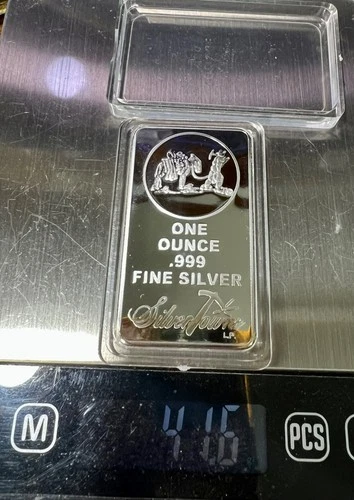 ONE
OUNCE
.999
FINE SILVER
SilverTowne
L.P.
M
41.6
PCS